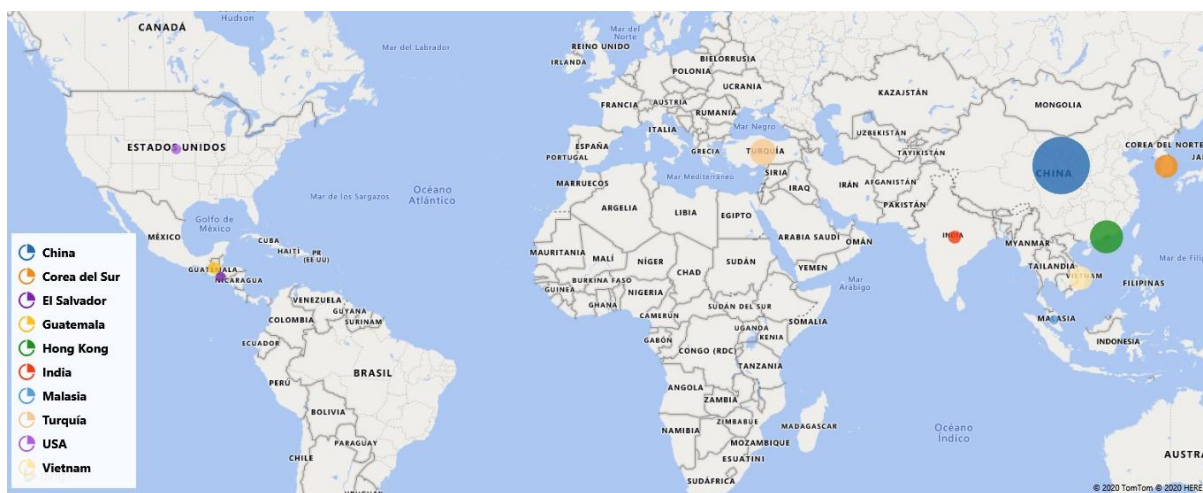 CANADÁ
Hudson
Mar del Labrador
Mar del
Norte
REINO UNIDO
IRLANDA
BIELORRUSIA
POLONIA
UCRANIA
KAZAJSTÁN
MONGOLIA
FRANCIA
AUSTRIA
RUMANIA
ITALIA
Mar Negro
UZBEKISTÁN
COREA DEL NORTE
ESTADOS UNIDOS
ESPAÑA
PORTUGAL
GRECIA
TURQUÍA
TAYIKISTÁN
CHINA
JA
Mar Mediterráneo
SIRIA
AFGANISTÁN
Océano
Atlántico
Mar de los Sargazos
MARRUECOS
IRAQ
IRÁN
PAKISTÁN
ARGELIA
LIBIA
EGIPTO
Golfo de
México
MÉXICO
CUBA
HAITÍ
PR
(EE UU)
ARABIA SAUDÍ
OMÁN
INDIA
MYANMAR
MAURITANIA
MALÍ
NÍGER
SUDÁN
CHAD
YEMEN
Mar
Arábigo
TAILANDIA
VIETNAM
FILIPINAS
Mar de Filip
GUATEMALA
NICARAGUA
BURKINA FASO
GUINEA
GHANA
NIGERIA
VENEZUELA
GUYANA
SURINAM
COLOMBIA
CAMERÚN
SUDÁN DEL SUR
SOMALIA
UGANDA
KENIA
MALASIA
INDONESIA
ECUADOR
GABÓN
CONGO (RDC)
TANZANIA
PERÚ
BRASIL
ANGOLA
ZAMBIA
BOLIVIA
ZIMBABUE
MADAGASCAR
NAMIBIA
MOZAMBIQUE
Océano
Índico
PARAGUAY
CHILE
ESUATINI
SUDÁFRICA
AUSTRA
URUGUAY
China
Corea del Sur
El Salvador
Guatemala
Hong Kong
India
Malasia
Turquía
USA
Vietnam
© 2020 TomTom © 2020 HERE